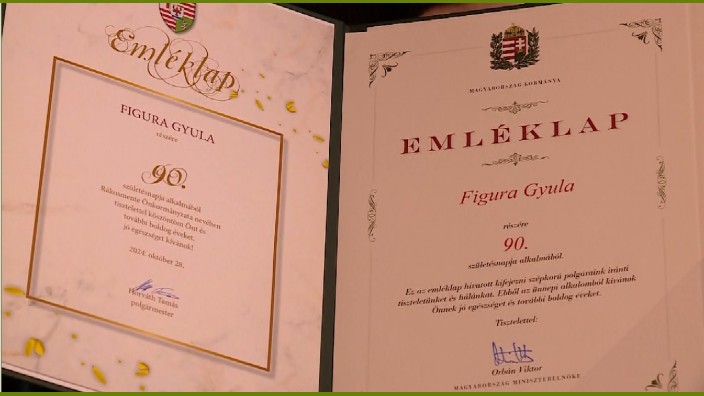 Emléklap
FIGURA GYULA
részére
90.
születésnapja alkalmából
Rákosmente Önkormányzata nevében
tisztelettel köszöntöm Önt és
további boldog éveket,
jó egészséget kívánok!
2024. október 28.
Horváth Tamás
polgármester
MAGYARORSZÁG KORMÁNYA
EMLÉKLAP
Figura Gyula
részére
90.
születésnapja alkalmából.
Ez az emléklap hivatott kifejezni szépkorú polgáraink iránti
tiszteletünket és hálánkat. Ebből az ünnepi alkalomból kívánok
Önnek jó egészséget és további boldog éveket.
Tisztelettel:
Orbán Viktor
MAGYARORSZÁG MINISZTERELNÖKE